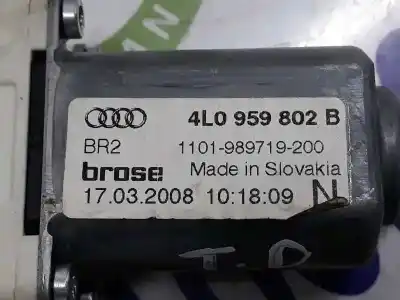 4L0 959 802 B
BR2 1101-989719-200
brose Made in Slovakia
17.03.2008 10:18:09 N